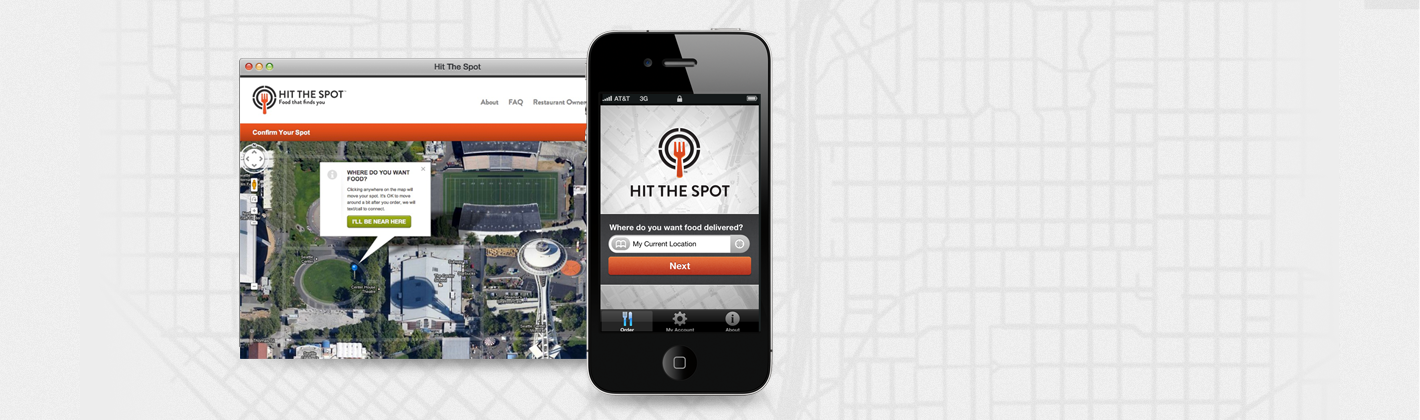 Hit The Spot
HIT THE SPOT
Food that finds you
About FAQ Restaurant Owner
Confirm Your Spot
WHERE DO YOU WANT
FOOD?
Clicking anywhere on the map will
move your spot. It's OK to move
around a bit after you order, we will
text/call to connect.
I'LL BE NEAR HERE
AT&T 3G
HIT THE SPOT
Where do you want food delivered?
My Current Location
Next
Order My Account About